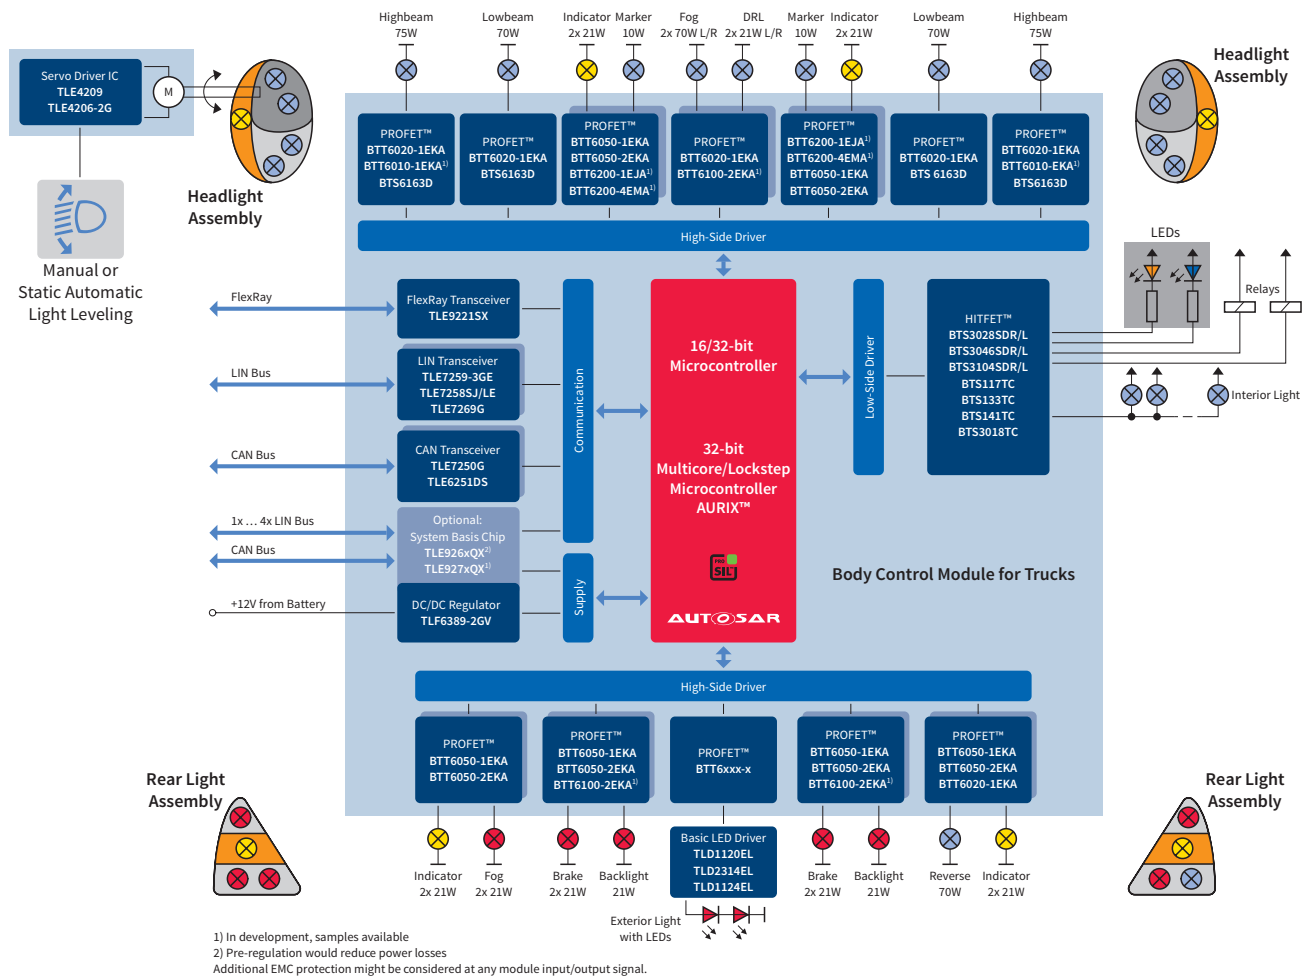 Highbeam
75W
Lowbeam
70W
Indicator
2x 21W
Marker
10W
Fog
2x 70W L/R
DRL
2x 21W L/R
Marker
10W
Indicator
2x 21W
Lowbeam
70W
Highbeam
75W
Servo Driver IC
TLE4209
TLE4206-2G
M
Headlight
Assembly
Headlight
Assembly
Manual or
Static Automatic
Light Leveling
PROFET™
BTT6020-1EKA
BTT6010-1EKA1)
BTS6163D
PROFET™
BTT6020-1EKA
BTS6163D
PROFET™
BTT6050-1EKA
BTT6050-2EKA
BTT6200-1EJA1)
BTT6200-4EMA1)
PROFET™
BTT6020-1EKA
BTT6100-2EKA1)
PROFET™
BTT6200-1EJA1)
BTT6200-4EMA1)
BTT6050-1EKA
BTT6050-2EKA
PROFET™
BTT6020-1EKA
BTS 6163D
PROFET™
BTT6020-1EKA
BTT6010-EKA1)
BTS6163D
High-Side Driver
FlexRay
FlexRay Transceiver
TLE9221SX
LIN Bus
LIN Transceiver
TLE7259-3GE
TLE7258SJ/LE
TLE7269G
CAN Bus
CAN Transceiver
TLE7250G
TLE6251DS
1x ... 4x LIN Bus
CAN Bus
Optional:
System Basis Chip
TLE926xQX2)
TLE927xQX1)
+12V from Battery
DC/DC Regulator
TLF6389-2GV
Communication
Supply
16/32-bit
Microcontroller
32-bit
Multicore/Lockstep
Microcontroller
AURIX™
PRO
SIL
AUTOSAR
Low-Side Driver
HITFET™
BTS3028SDR/L
BTS3046SDR/L
BTS3104SDR/L
BTS117TC
BTS133TC
BTS141TC
BTS3018TC
LEDs
Relays
Interior Light
Body Control Module for Trucks
High-Side Driver
PROFET™
BTT6050-1EKA
BTT6050-2EKA
PROFET™
BTT6050-1EKA
BTT6050-2EKA
BTT6100-2EKA1)
PROFET™
BTT6xxx-x
PROFET™
BTT6050-1EKA
BTT6050-2EKA
BTT6100-2EKA1)
PROFET™
BTT6050-1EKA
BTT6050-2EKA
BTT6020-1EKA
Rear Light
Assembly
Rear Light
Assembly
Indicator
2x 21W
Fog
2x 21W
Brake
2x 21W
Backlight
21W
Basic LED Driver
TLD1120EL
TLD2314EL
TLD1124EL
Exterior Light
with LEDs
Brake
2x 21W
Backlight
21W
Reverse
70W
Indicator
2x 21W
1) In development, samples available
2) Pre-regulation would reduce power losses
Additional EMC protection might be considered at any module input/output signal.